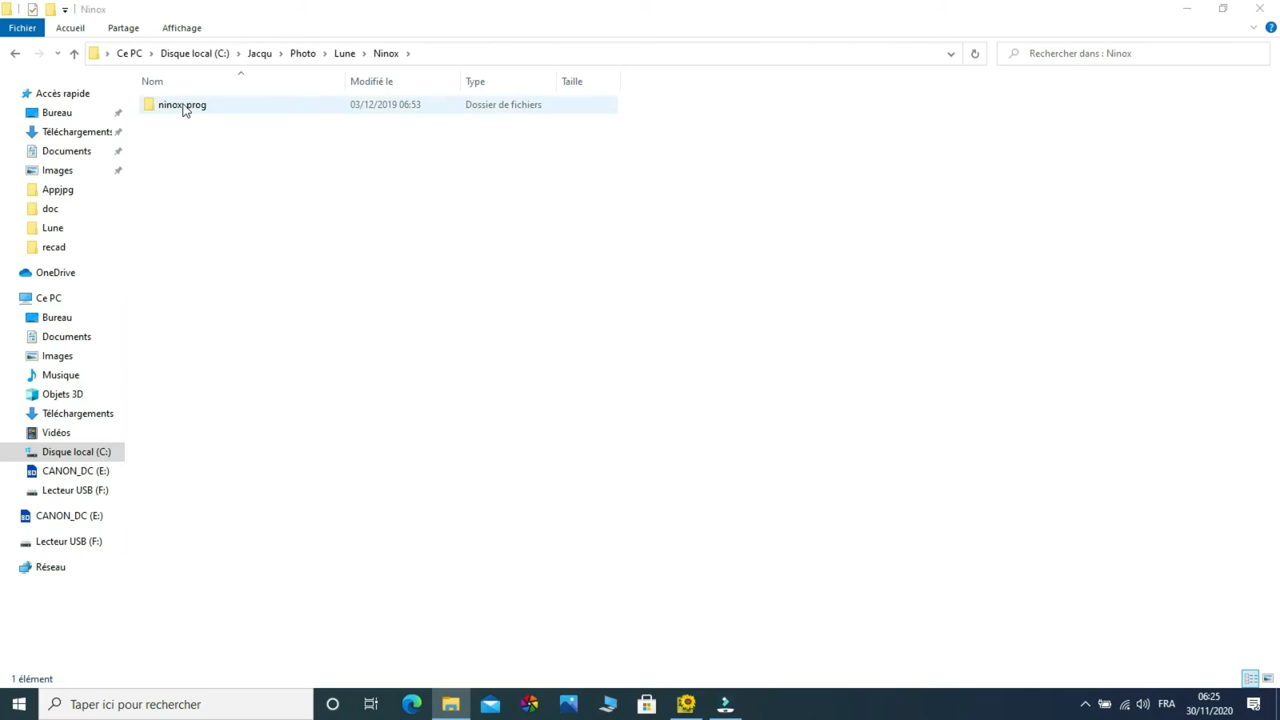 Ninox
Fichier Accueil Partage Affichage
Ce PC Disque local (C:) Jacqu Photo Lune Ninox
Rechercher dans : Ninox
Nom Modifié le Type Taille
ninox-prog 03/12/2019 06:53 Dossier de fichiers
Accès rapide
Bureau
Téléchargements
Documents
Images
Appjpg
doc
Lune
recad
OneDrive
Ce PC
Bureau
Documents
Images
Musique
Objets 3D
Téléchargements
Vidéos
Disque local (C:)
CANON_DC (E:)
Lecteur USB (F:)
CANON_DC (E:)
Lecteur USB (F:)
Réseau
1 élément
Taper ici pour rechercher
FRA
06:25
30/11/2020